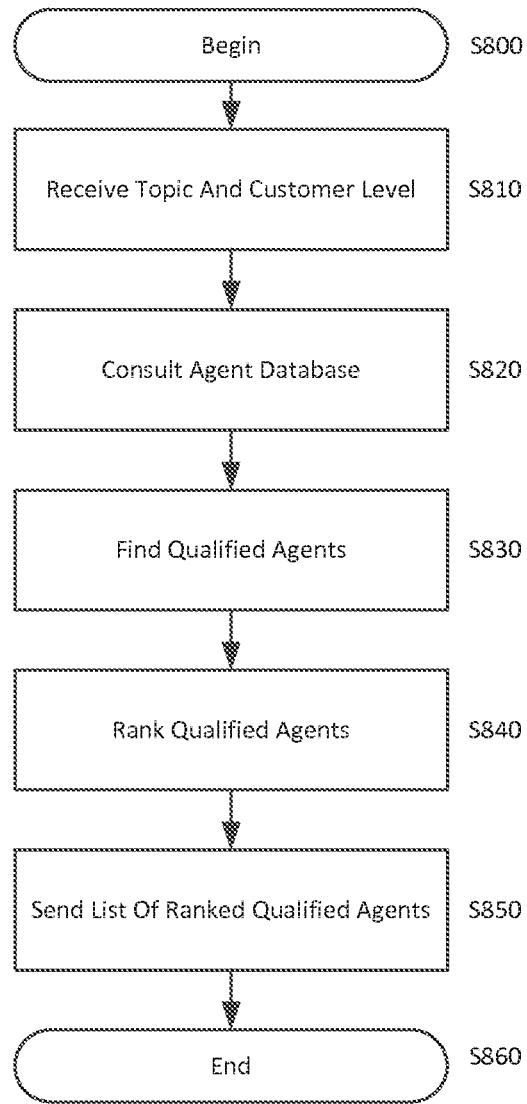 Begin S800
Receive Topic And Customer Level S810
Consult Agent Database S820
Find Qualified Agents S830
Rank Qualified Agents S840
Send List Of Ranked Qualified Agents S850
End S860